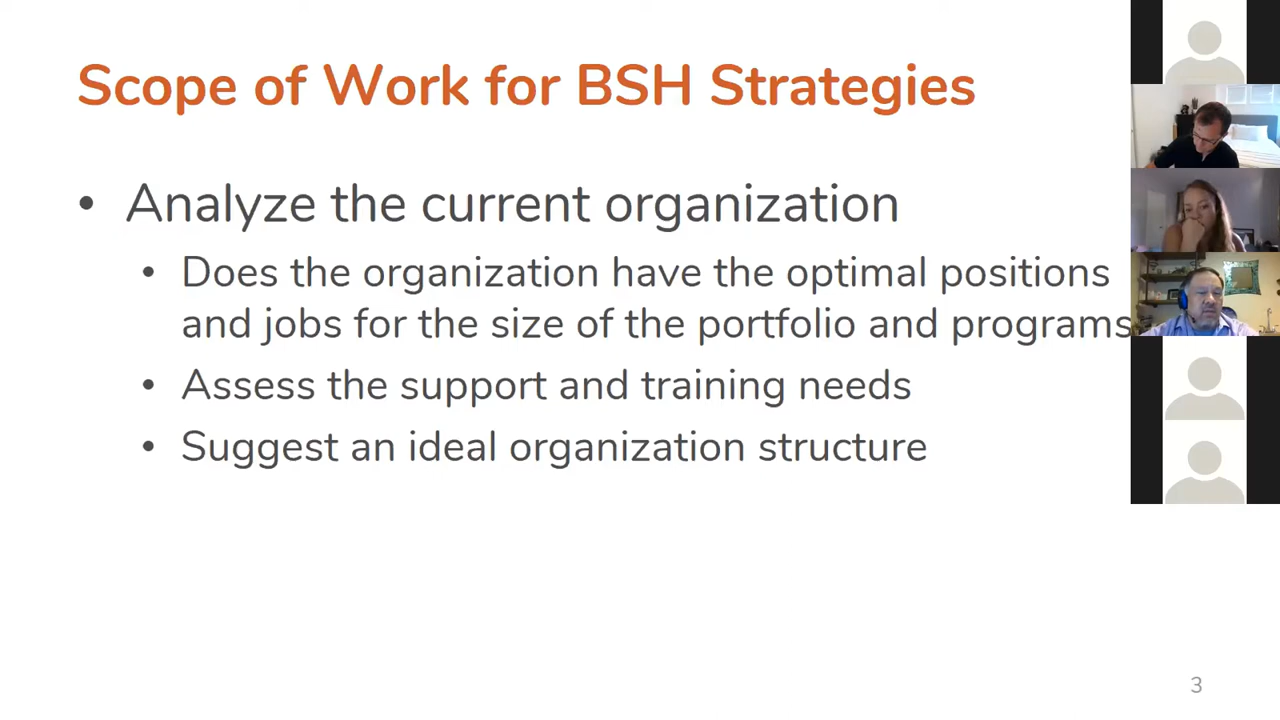 Scope of Work for BSH Strategies
• Analyze the current organization
• Does the organization have the optimal positions
and jobs for the size of the portfolio and programs
• Assess the support and training needs
• Suggest an ideal organization structure
3